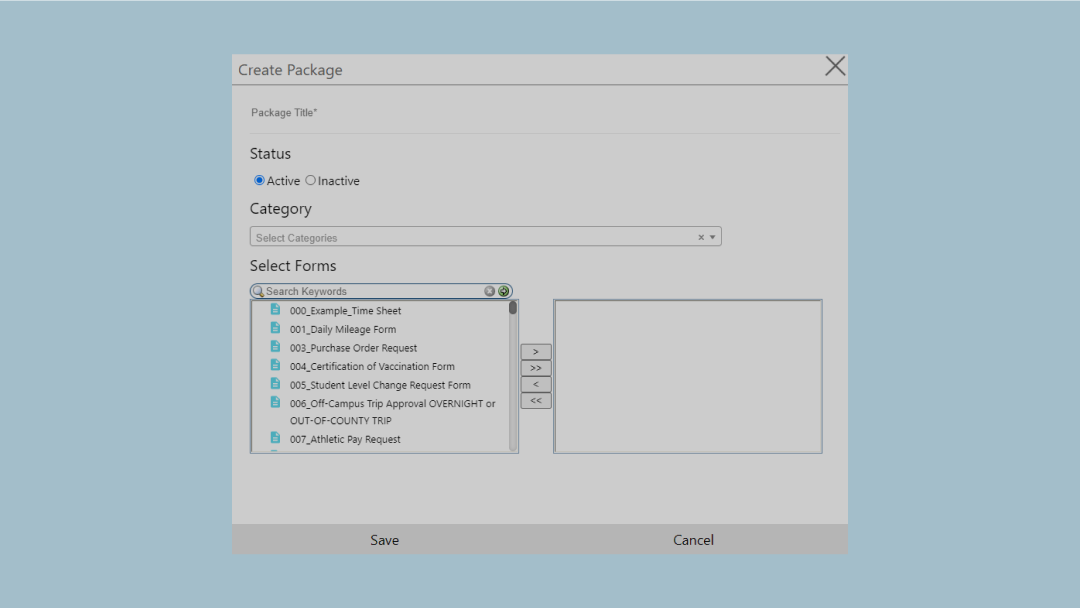 Create Package
Package Title*
Status
Active Inactive
Category
Select Categories × ▼
Select Forms
Search Keywords
000_Example_Time Sheet
001_Daily Mileage Form
003_Purchase Order Request
004_Certification of Vaccination Form
005_Student Level Change Request Form
006_Off-Campus Trip Approval OVERNIGHT or
OUT-OF-COUNTY TRIP
007_Athletic Pay Request
>
>>
<
<<
Save Cancel